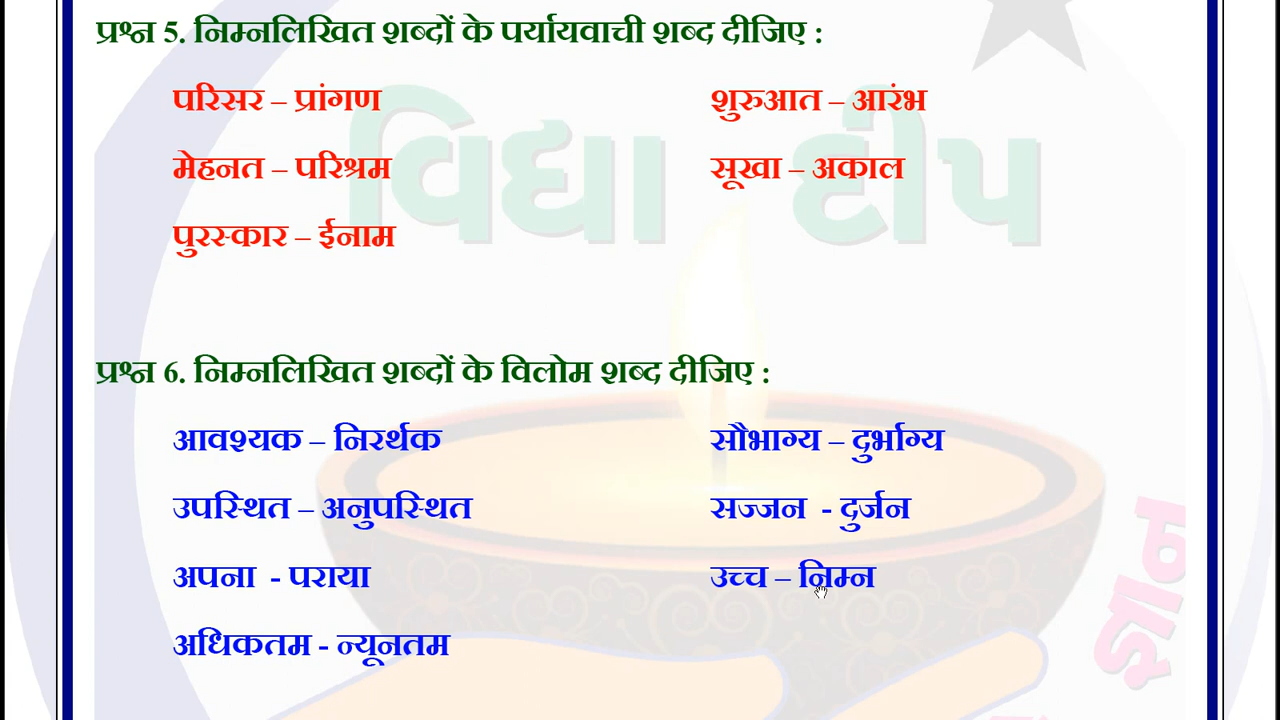 प्रश्न 5. निम्नलिखित शब्दों के पर्यायवाची शब्द दीजिए :
परिसर – प्रांगण शुरुआत – आरंभ
मेहनत – परिश्रम सूखा – अकाल
पुरस्कार – ईनाम
વિદ્યા દીપ
प्रश्न 6. निम्नलिखित शब्दों के विलोम शब्द दीजिए :
आवश्यक – निरर्थक सौभाग्य – दुर्भाग्य
उपस्थित – अनुपस्थित सज्जन - दुर्जन
अपना - पराया उच्च – निम्न
अधिकतम - न्यूनतम